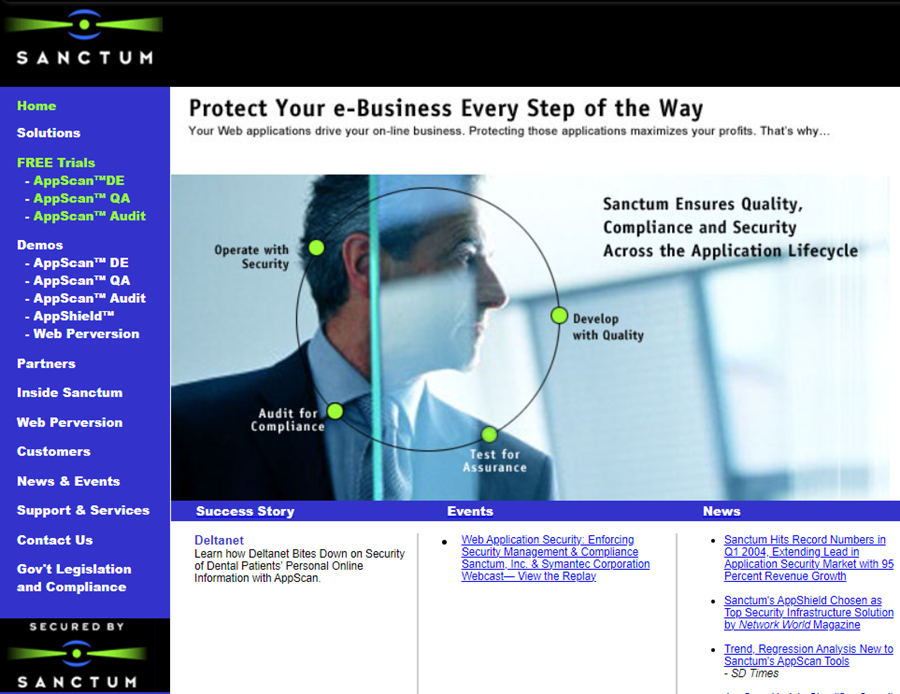 SANCTUM
Home
Solutions
FREE Trials
- AppScan™DE
- AppScan™ QA
- AppScan™ Audit
Demos
- AppScan™ DE
- AppScan™ QA
- AppScan™ Audit
- AppShield™
- Web Perversion
Partners
Inside Sanctum
Web Perversion
Customers
News & Events
Support & Services
Contact Us
Gov't Legislation
and Compliance
SECURED BY
SANCTUM
Protect Your e-Business Every Step of the Way
Your Web applications drive your on-line business. Protecting those applications maximizes your profits. That's why...
Sanctum Ensures Quality,
Compliance and Security
Across the Application Lifecycle
Operate with
Security
Develop
with Quality
Audit for
Compliance
Test for
Assurance
Success Story
Deltanet
Learn how Deltanet Bites Down on Security
of Dental Patients' Personal Online
Information with AppScan.
Events
Web Application Security: Enforcing
Security Management & Compliance
Sanctum, Inc. & Symantec Corporation
Webcast— View the Replay
News
Sanctum Hits Record Numbers in
Q1 2004, Extending Lead in
Application Security Market with 95
Percent Revenue Growth
Sanctum's AppShield Chosen as
Top Security Infrastructure Solution
by Network World Magazine
Trend, Regression Analysis New to
Sanctum's AppScan Tools
- SD Times